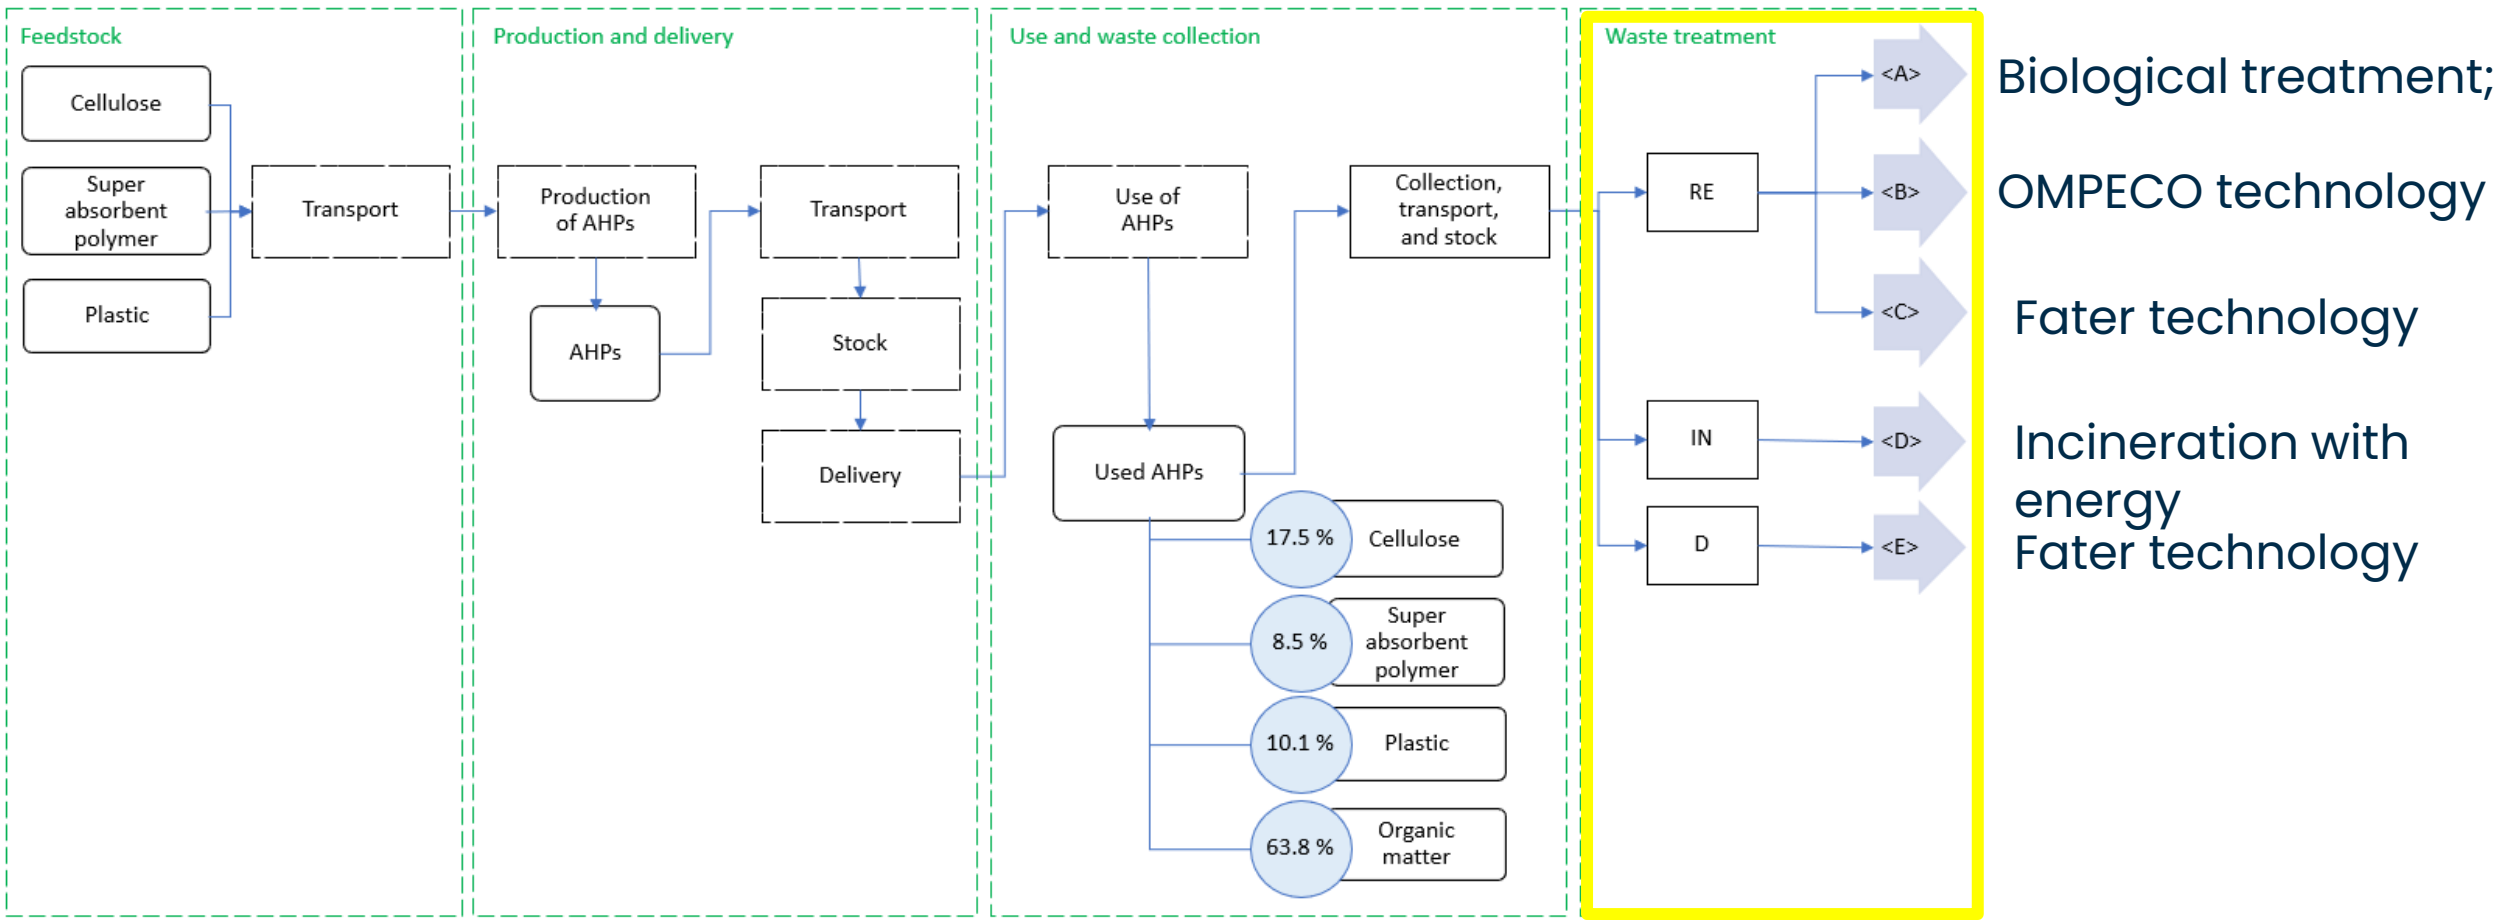 Feedstock
Cellulose
Super
absorbent
polymer
Plastic
Transport
Production and delivery
Production
of AHPs
AHPs
Transport
Stock
Delivery
Use and waste collection
Use of
AHPs
Used AHPs
17.5 %
Cellulose
8.5 %
Super
absorbent
polymer
10.1 %
Plastic
63.8 %
Organic
matter
Collection,
transport,
and stock
Waste treatment
RE
IN
D
<A>
Biological treatment;
<B>
OMPECO technology
<C>
Fater technology
<D>
Incineration with
energy
<E>
Fater technology